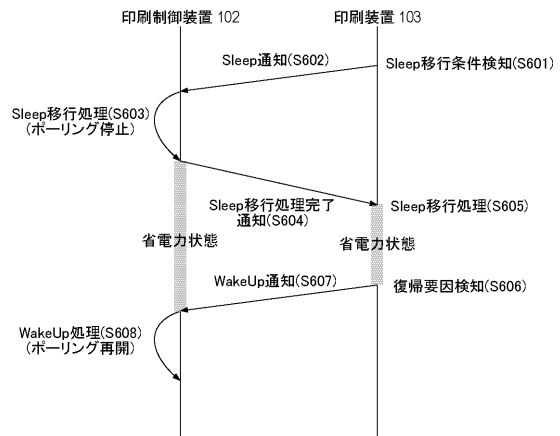 印刷制御装置 102
印刷装置 103
Sleep通知(S602)
Sleep移行条件検知(S601)
Sleep移行処理(S603)
(ポーリング停止)
Sleep移行処理完了
通知(S604)
Sleep移行処理(S605)
省電力状態
省電力状態
WakeUp通知(S607)
復帰要因検知(S606)
WakeUp処理(S608)
(ポーリング再開)